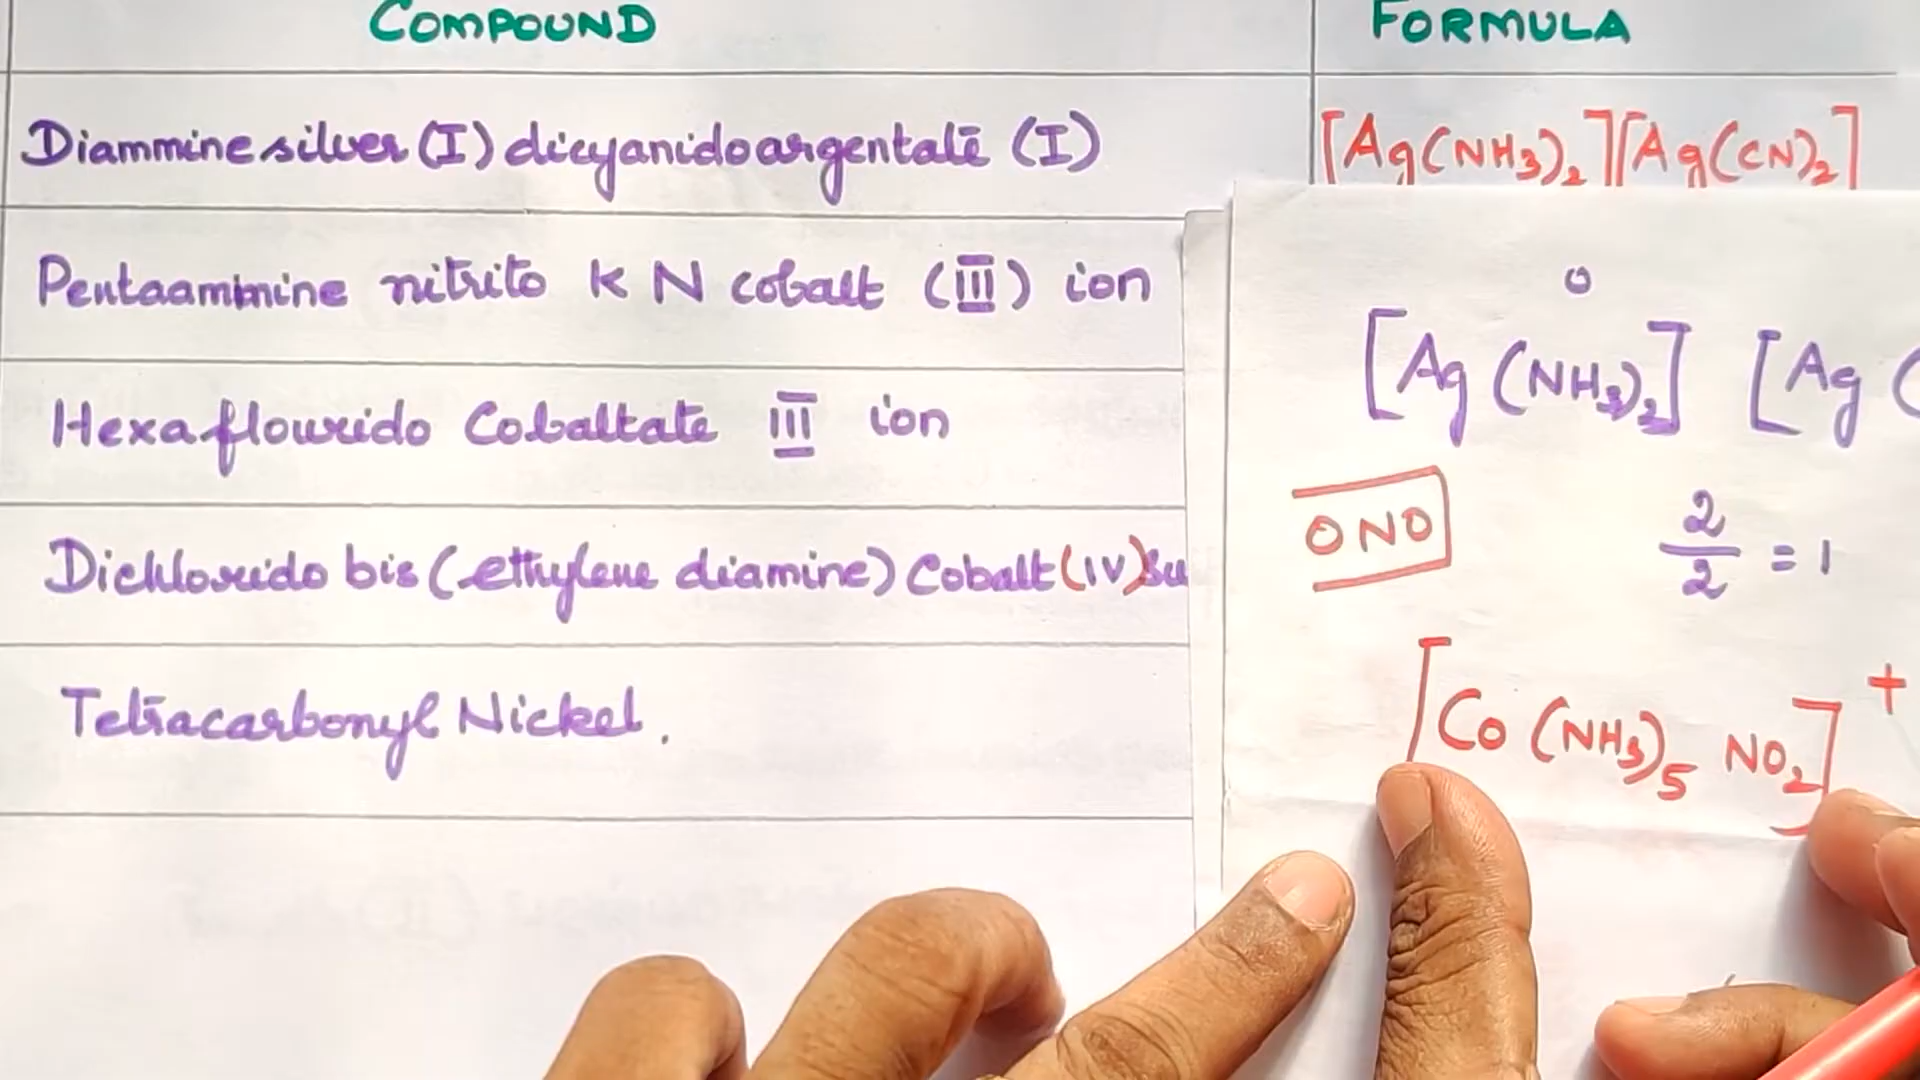 COMPOUND FORMULA
Diamminesilver (I) dicyanidoargentate (I) [Ag(NH3)2][Ag(CN)2]
Pentaammine nitrito K N cobalt (III) ion
Hexaflourido Cobaltate III ion
Dichlorido bis (ethylene diamine) Cobalt (IV) Su
Tetracarbonyl Nickel.
0
[Ag (NH3)2] [Ag (
ONO
2/2 = 1
[Co (NH3)5 NO2]+